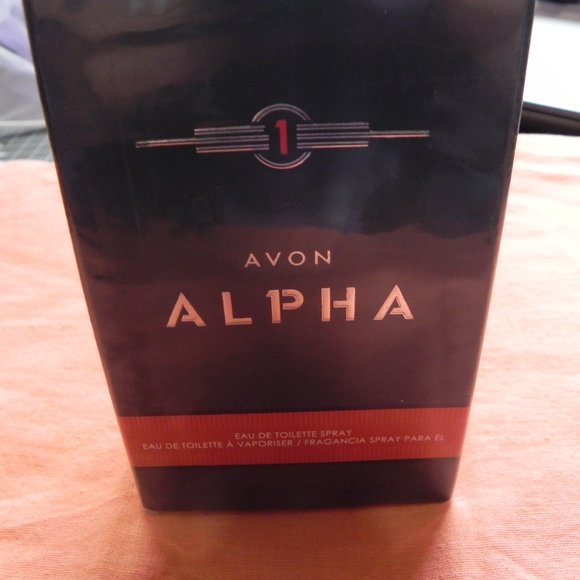 1
AVON
ALPHA
EAU DE TOILETTE SPRAY
EAU DE TOILETTE À VAPORISER / FRAGANCIA SPRAY PARA ÉL